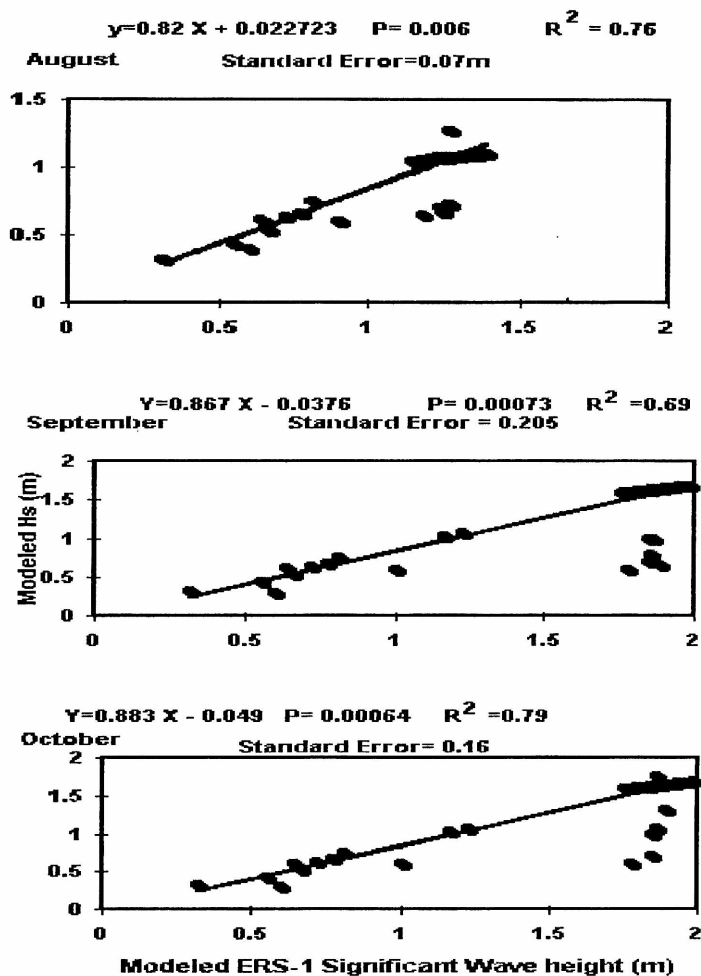 y=0.82 X + 0.022723 P= 0.006 R² = 0.76
August Standard Error=0.07m
1.5
1
0.5
0
0 0.5 1 1.5 2
Y=0.867 X - 0.0376 P= 0.00073 R² =0.69
September Standard Error = 0.205
Modeled Hs (m)
2
1.5
1
0.5
0
0 0.5 1 1.5 2
Y=0.883 X - 0.049 P= 0.00064 R² =0.79
October Standard Error= 0.16
2
1.5
1
0.5
0
0 0.5 1 1.5 2
Modeled ERS-1 Significant Wave height (m)